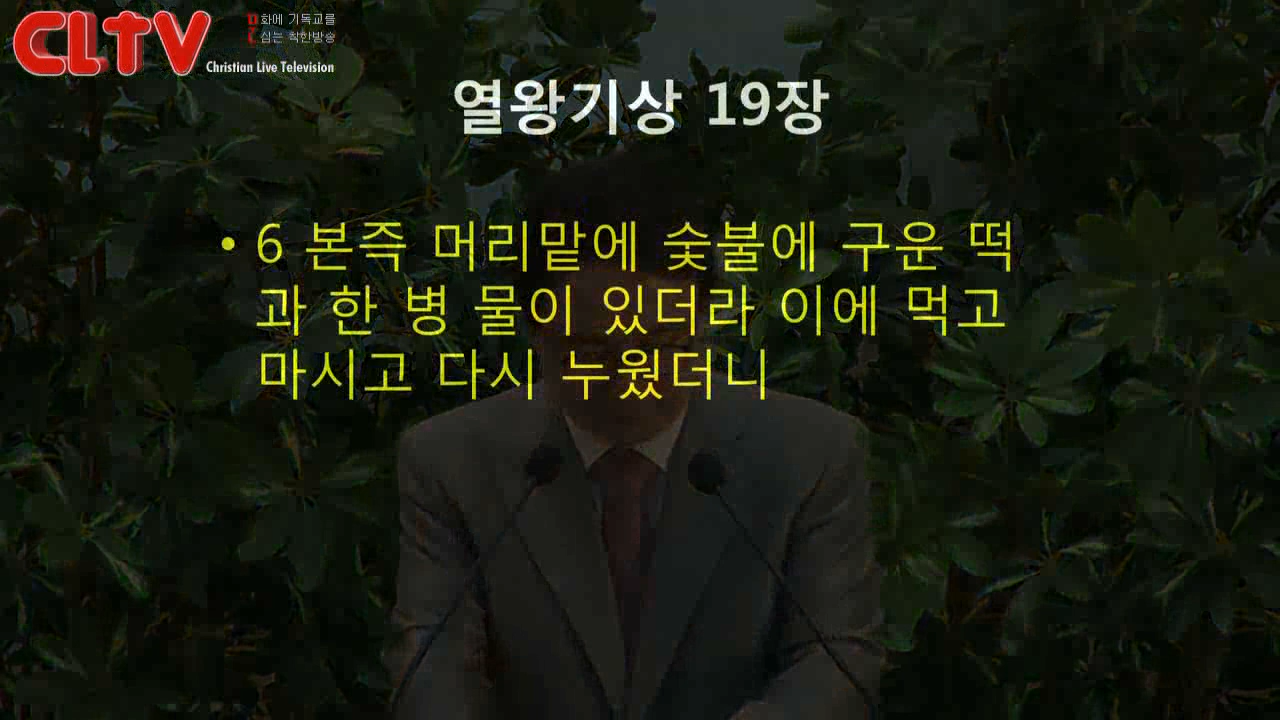 CLTV
화에 기독교를
심는 착한방송
Christian Live Television
열왕기상 19장
• 6 본즉 머리맡에 숯불에 구운 떡
과 한 병 물이 있더라 이에 먹고
마시고 다시 누웠더니